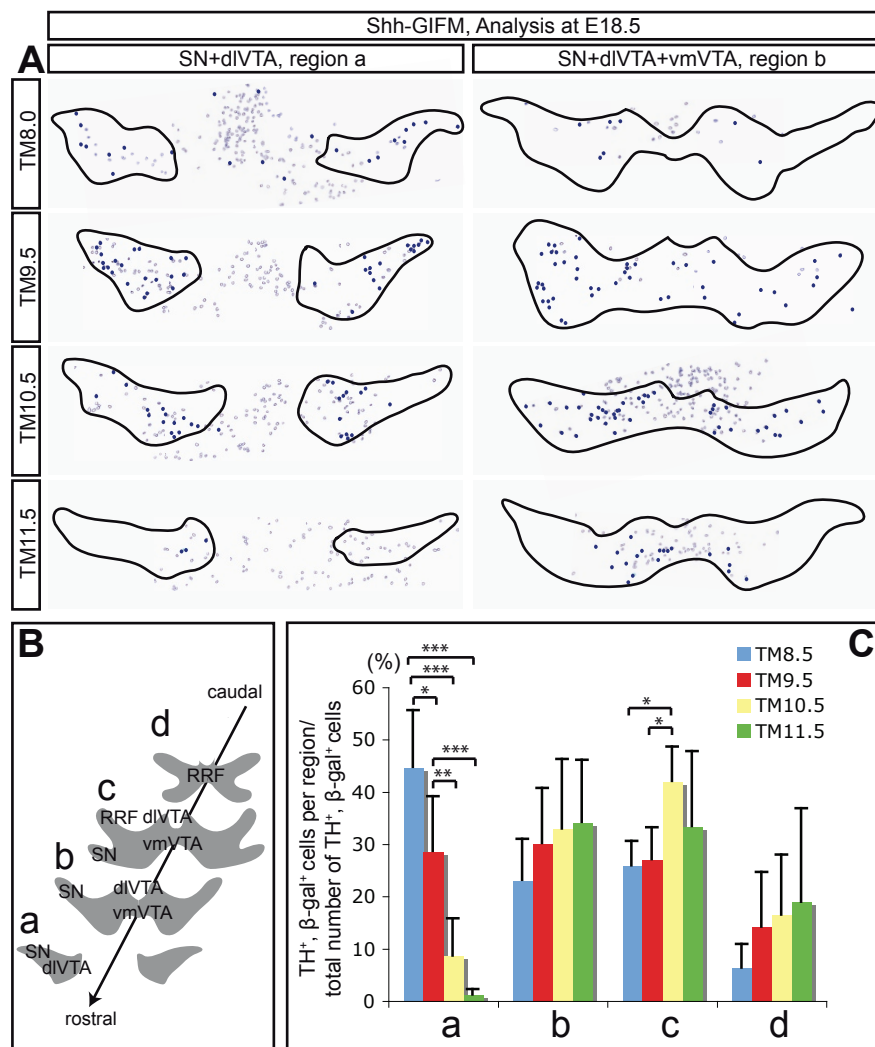 Shh-GIFM, Analysis at E18.5
A
SN+dlVTA, region a
SN+dlVTA+vmVTA, region b
TM8.0
TM9.5
TM10.5
TM11.5
B
caudal
d
RRF
c
RRF dlVTA
vmVTA
SN
b
SN
dlVTA
vmVTA
a
SN
dlVTA
rostral
C
(%)
TH⁺, β-gal⁺ cells per region/
total number of TH⁺, β-gal⁺ cells
60
50
40
30
20
10
0
***
***
*
***
**
*
*
TM8.5
TM9.5
TM10.5
TM11.5
a b c d